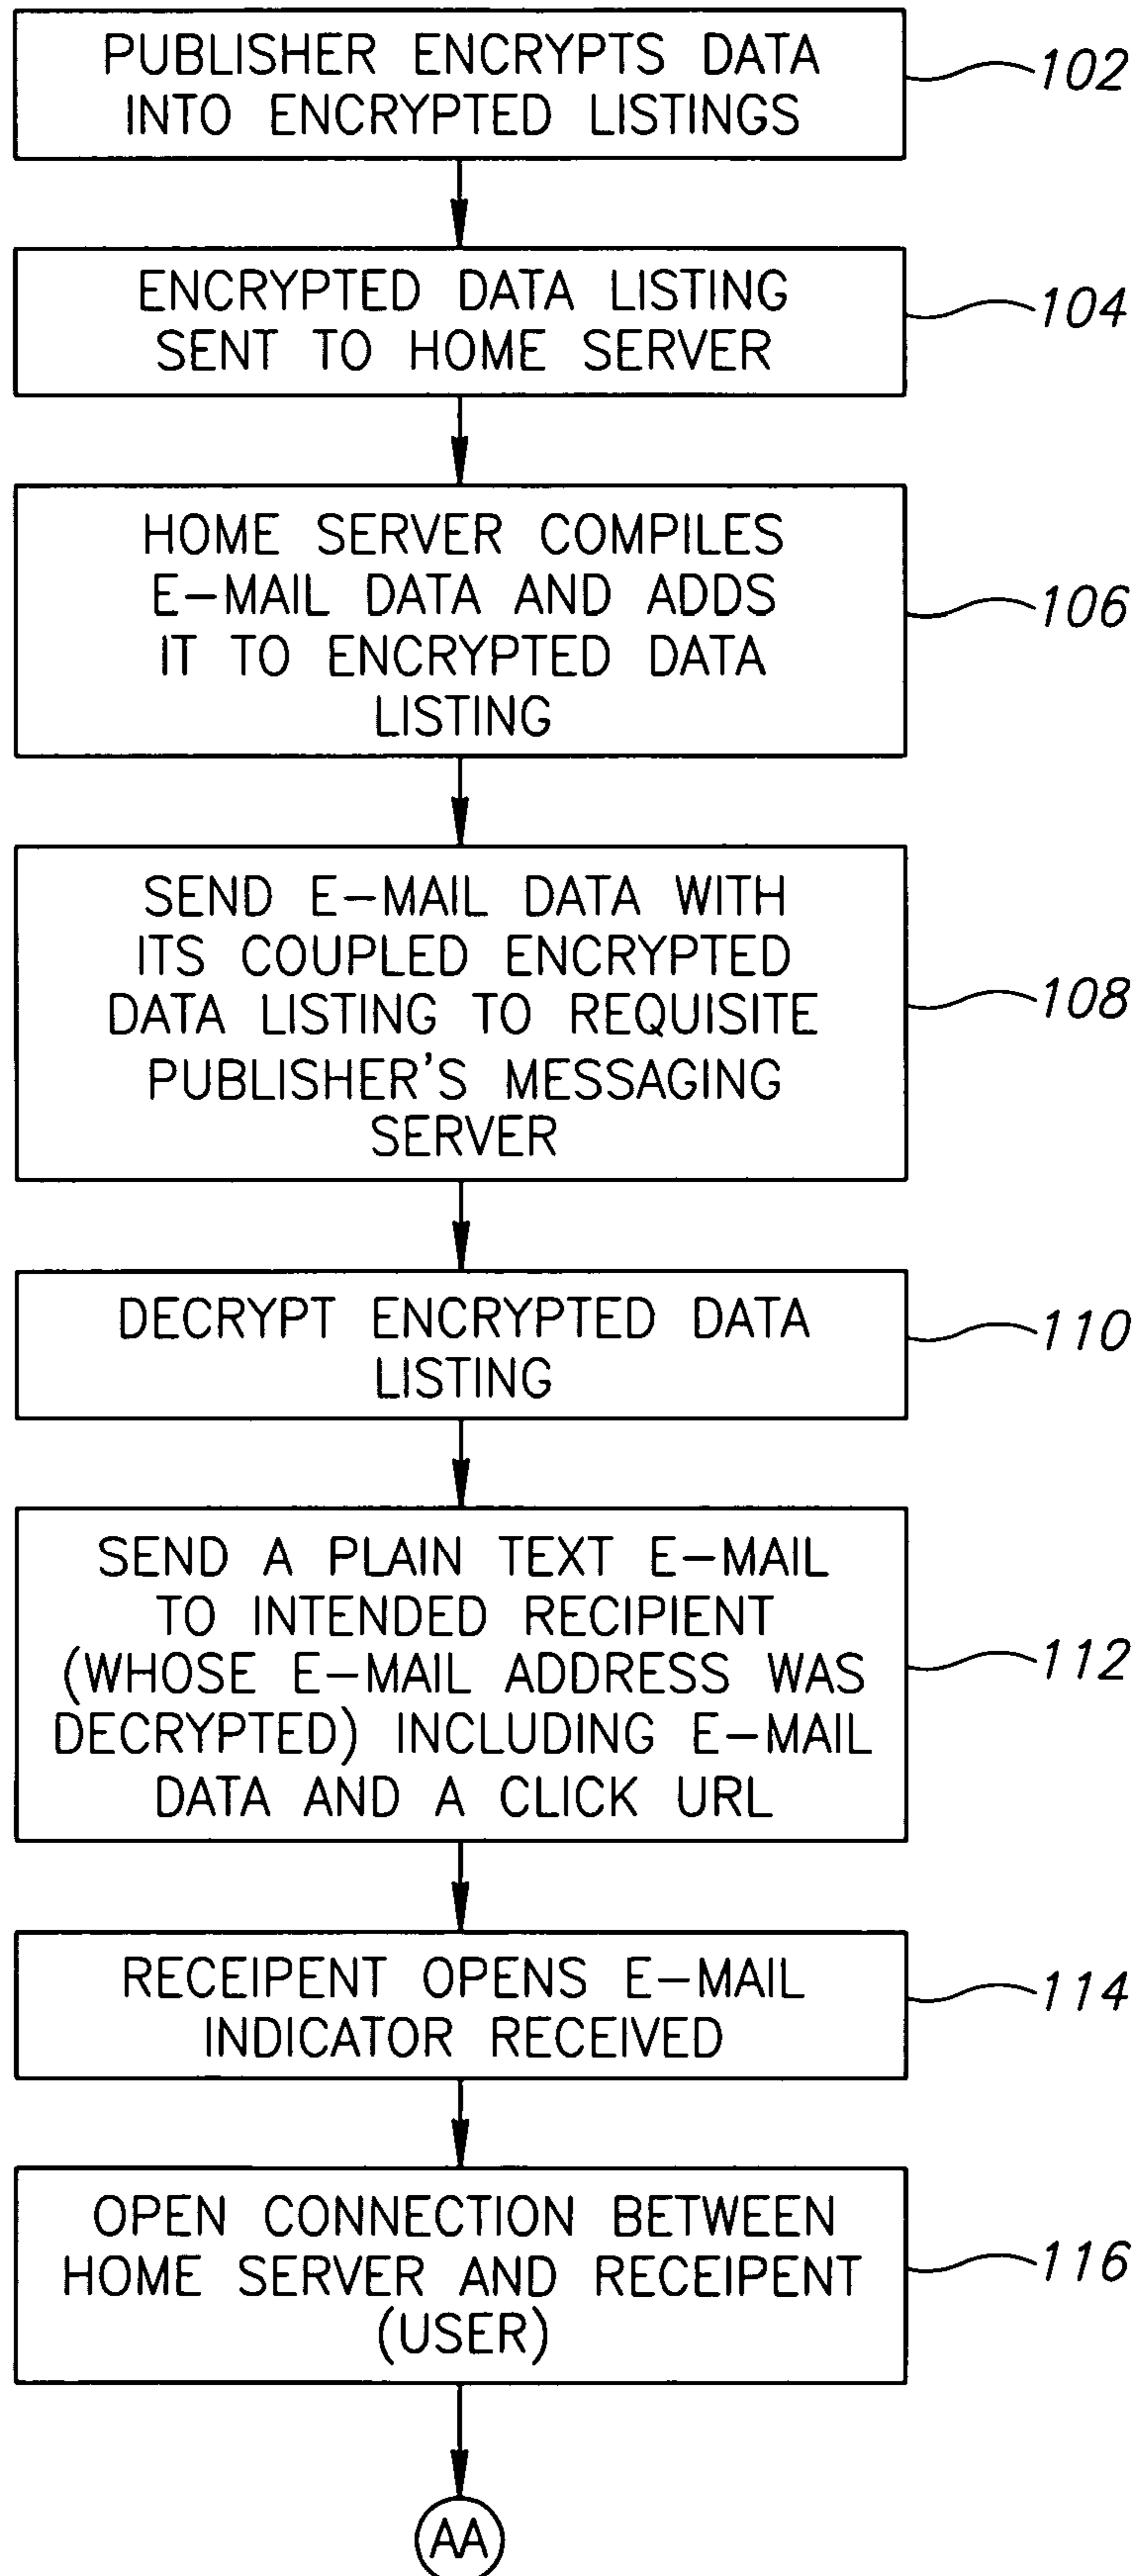 PUBLISHER ENCRYPTS DATA
INTO ENCRYPTED LISTINGS
102
ENCRYPTED DATA LISTING
SENT TO HOME SERVER
104
HOME SERVER COMPILES
E-MAIL DATA AND ADDS
IT TO ENCRYPTED DATA
LISTING
106
SEND E-MAIL DATA WITH
ITS COUPLED ENCRYPTED
DATA LISTING TO REQUISITE
PUBLISHER'S MESSAGING
SERVER
108
DECRYPT ENCRYPTED DATA
LISTING
110
SEND A PLAIN TEXT E-MAIL
TO INTENDED RECIPIENT
(WHOSE E-MAIL ADDRESS WAS
DECRYPTED) INCLUDING E-MAIL
DATA AND A CLICK URL
112
RECEIPENT OPENS E-MAIL
INDICATOR RECEIVED
114
OPEN CONNECTION BETWEEN
HOME SERVER AND RECEIPENT
(USER)
116
AA